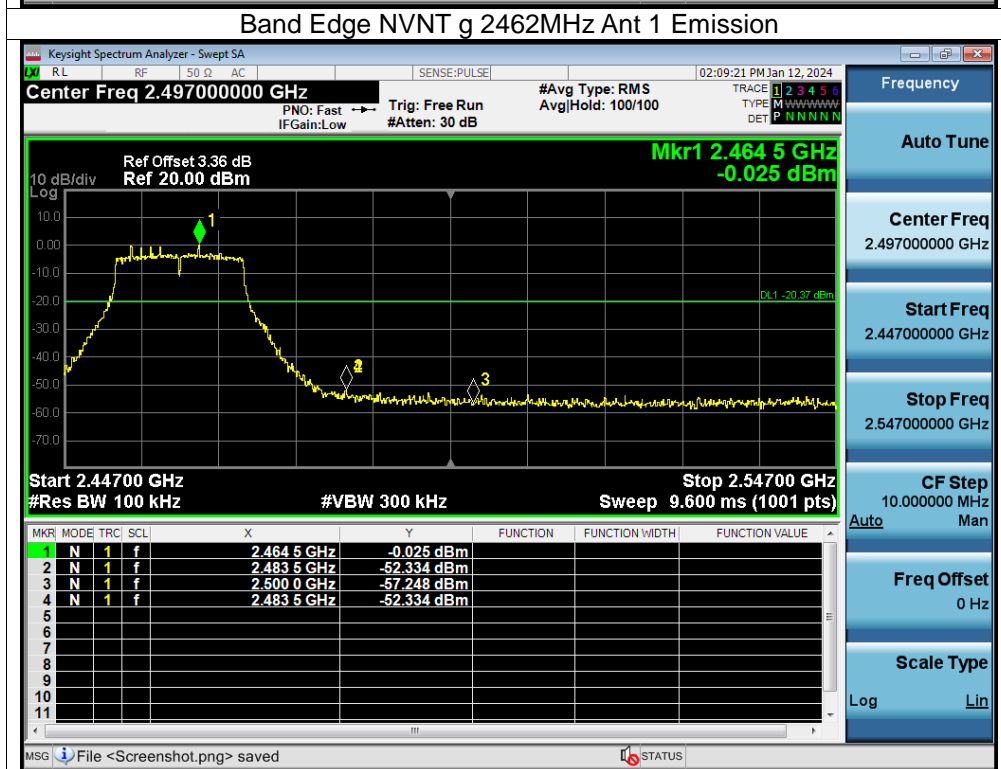 Band Edge NVNT g 2462MHz Ant 1 Emission
Keysight Spectrum Analyzer - Swept SA
LXI RL RF 50 Ω AC SENSE:PULSE 02:09:21 PM Jan 12, 2024
Center Freq 2.497000000 GHz
PNO: Fast
IFGain:Low
Trig: Free Run
#Atten: 30 dB
#Avg Type: RMS
Avg|Hold: 100/100
TRACE 1 2 3 4 5 6
TYPE M WWWWW
DET P N N N N N
Ref Offset 3.36 dB
Ref 20.00 dBm
10 dB/div
Log
Mkr1 2.464 5 GHz
-0.025 dBm
10.0
0.00
-10.0
-20.0
-30.0
-40.0
-50.0
-60.0
-70.0
1
2
3
DL1 -20.37 dBm
Start 2.44700 GHz Stop 2.54700 GHz
#Res BW 100 kHz #VBW 300 kHz Sweep 9.600 ms (1001 pts)
MKR MODE TRC SCL X Y FUNCTION FUNCTION WIDTH FUNCTION VALUE
1 N 1 f 2.464 5 GHz -0.025 dBm
2 N 1 f 2.483 5 GHz -52.334 dBm
3 N 1 f 2.500 0 GHz -57.248 dBm
4 N 1 f 2.483 5 GHz -52.334 dBm
5
6
7
8
9
10
11
MSG File <Screenshot.png> saved STATUS
Frequency
Auto Tune
Center Freq
2.497000000 GHz
Start Freq
2.447000000 GHz
Stop Freq
2.547000000 GHz
CF Step
10.000000 MHz
Auto Man
Freq Offset
0 Hz
Scale Type
Log Lin